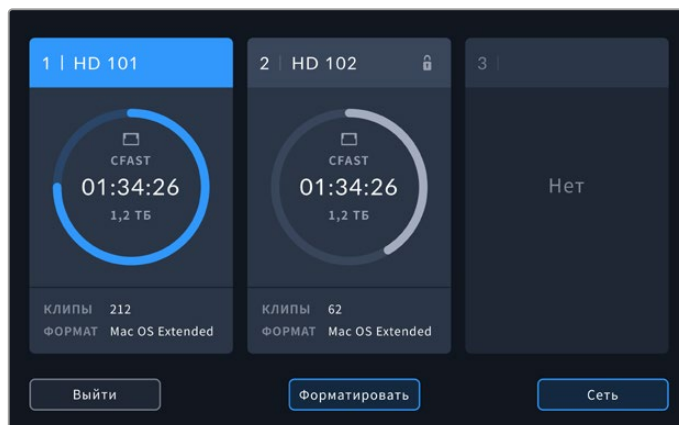 1 | HD 101
CFAST
01:34:26
1,2 ТБ
КЛИПЫ 212
ФОРМАТ Mac OS Extended
2 | HD 102
CFAST
01:34:26
1,2 ТБ
КЛИПЫ 62
ФОРМАТ Mac OS Extended
3 |
Нет
Выйти
Форматировать
Сеть